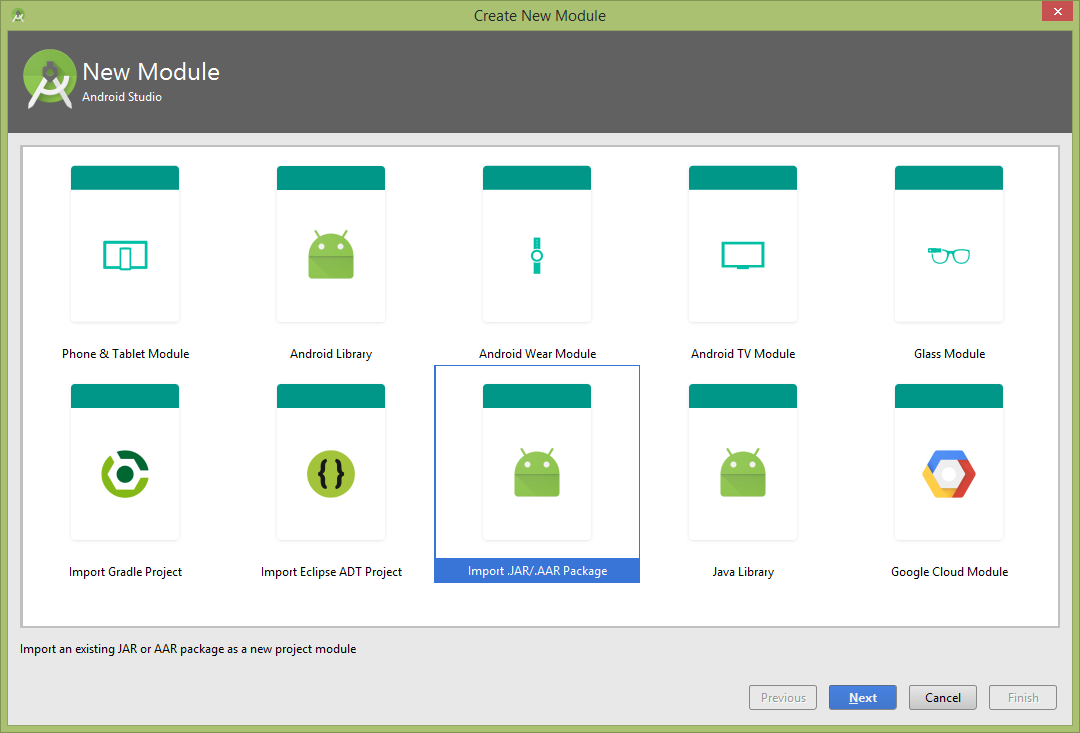 Create New Module
New Module
Android Studio
Phone & Tablet Module
Android Library
Android Wear Module
Android TV Module
Glass Module
Import Gradle Project
Import Eclipse ADT Project
Import .JAR/.AAR Package
Java Library
Google Cloud Module
Import an existing JAR or AAR package as a new project module
Previous
Next
Cancel
Finish